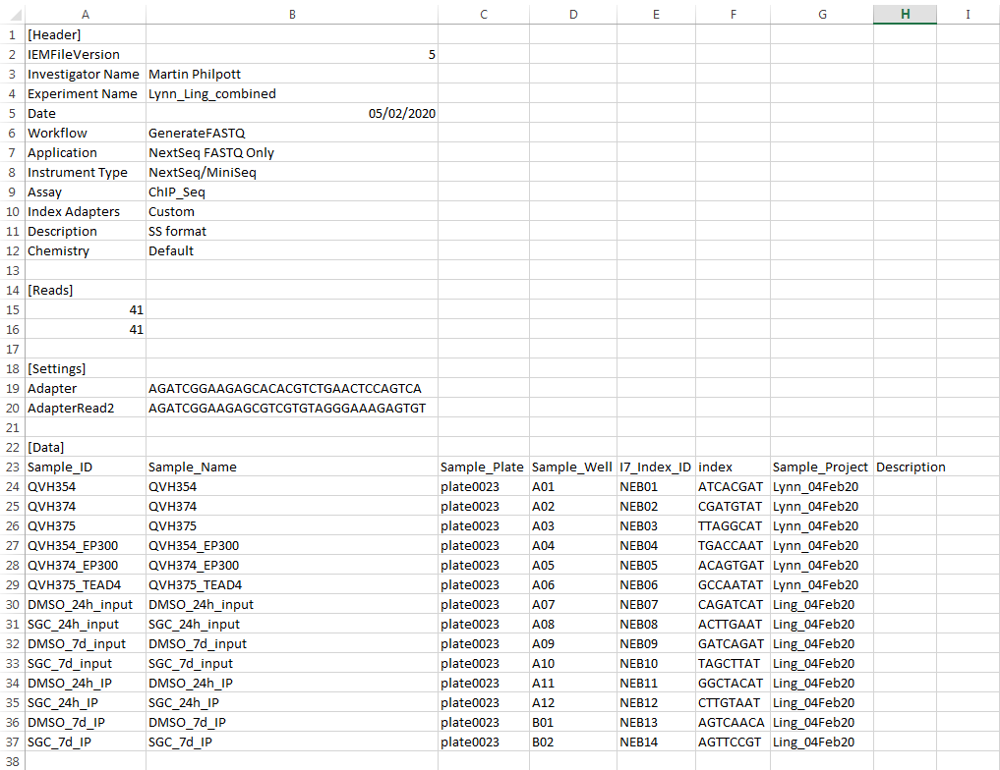 A B C D E F G H I
1 [Header]
2 IEMFileVersion 5
3 Investigator Name Martin Philpott
4 Experiment Name Lynn_Ling_combined
5 Date 05/02/2020
6 Workflow GenerateFASTQ
7 Application NextSeq FASTQ Only
8 Instrument Type NextSeq/MiniSeq
9 Assay ChIP_Seq
10 Index Adapters Custom
11 Description SS format
12 Chemistry Default
13
14 [Reads]
15 41
16 41
17
18 [Settings]
19 Adapter AGATCGGAAGAGCACACGTCTGAACTCCAGTCA
20 AdapterRead2 AGATCGGAAGAGCGTCGTGTAGGGAAAGAGTGT
21
22 [Data]
23 Sample_ID Sample_Name Sample_Plate Sample_Well I7_Index_ID index Sample_Project Description
24 QVH354 QVH354 plate0023 A01 NEB01 ATCACGAT Lynn_04Feb20
25 QVH374 QVH374 plate0023 A02 NEB02 CGATGTAT Lynn_04Feb20
26 QVH375 QVH375 plate0023 A03 NEB03 TTAGGCAT Lynn_04Feb20
27 QVH354_EP300 QVH354_EP300 plate0023 A04 NEB04 TGACCAAT Lynn_04Feb20
28 QVH374_EP300 QVH374_EP300 plate0023 A05 NEB05 ACAGTGAT Lynn_04Feb20
29 QVH375_TEAD4 QVH375_TEAD4 plate0023 A06 NEB06 GCCAATAT Lynn_04Feb20
30 DMSO_24h_input DMSO_24h_input plate0023 A07 NEB07 CAGATCAT Ling_04Feb20
31 SGC_24h_input SGC_24h_input plate0023 A08 NEB08 ACTTGAAT Ling_04Feb20
32 DMSO_7d_input DMSO_7d_input plate0023 A09 NEB09 GATCAGAT Ling_04Feb20
33 SGC_7d_input SGC_7d_input plate0023 A10 NEB10 TAGCTTAT Ling_04Feb20
34 DMSO_24h_IP DMSO_24h_IP plate0023 A11 NEB11 GGCTACAT Ling_04Feb20
35 SGC_24h_IP SGC_24h_IP plate0023 A12 NEB12 CTTGTAAT Ling_04Feb20
36 DMSO_7d_IP DMSO_7d_IP plate0023 B01 NEB13 AGTCAACA Ling_04Feb20
37 SGC_7d_IP SGC_7d_IP plate0023 B02 NEB14 AGTTCCGT Ling_04Feb20
38